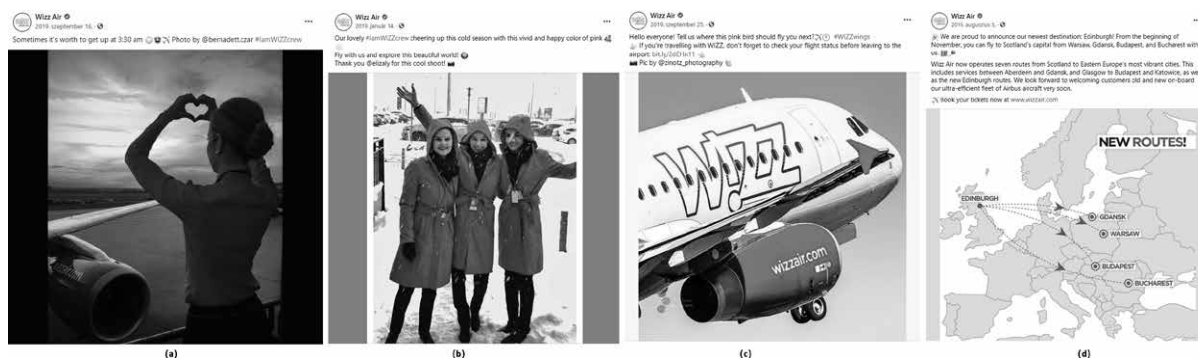 Wizz Air
2019. szeptember 16.
Sometimes it's worth to get up at 3:30 am Photo by @bernadett.czar #IamWIZZcrew
(a)
Wizz Air
2019. január 14.
Our lovely #IamWIZZcrew cheering up this cold season with this vivid and happy color of pink
Fly with us and explore this beautiful world!
Thank you @elizaly for this cool shoot!
(b)
Wizz Air
2019. szeptember 25.
Hello everyone! Tell us where this pink bird should fly you next? #WIZZwings
If you're travelling with WIZZ, don't forget to check your flight status before leaving to the
airport:
Pic by @zinotz_photography
WIZZ
wizzair.com
(c)
Wizz Air
2019. augusztus 5.
We are proud to announce our newest destination: Edinburgh! From the beginning of
November, you can fly to Scotland's capital from Warsaw, Gdansk, Budapest, and Bucharest with
us.
Wizz Air now operates seven routes from Scotland to Eastern Europe's most vibrant cities. This
includes services between Aberdeen and Gdansk, and Glasgow to Budapest and Katowice, as well
as the new Edinburgh routes. We look forward to welcoming customers old and new on-board
our ultra-efficient fleet of Airbus aircraft very soon.
Book your tickets now at www.wizzair.com
NEW ROUTES!
EDINBURGH
GDANSK
WARSAW
BUDAPEST
BUCHAREST
(d)